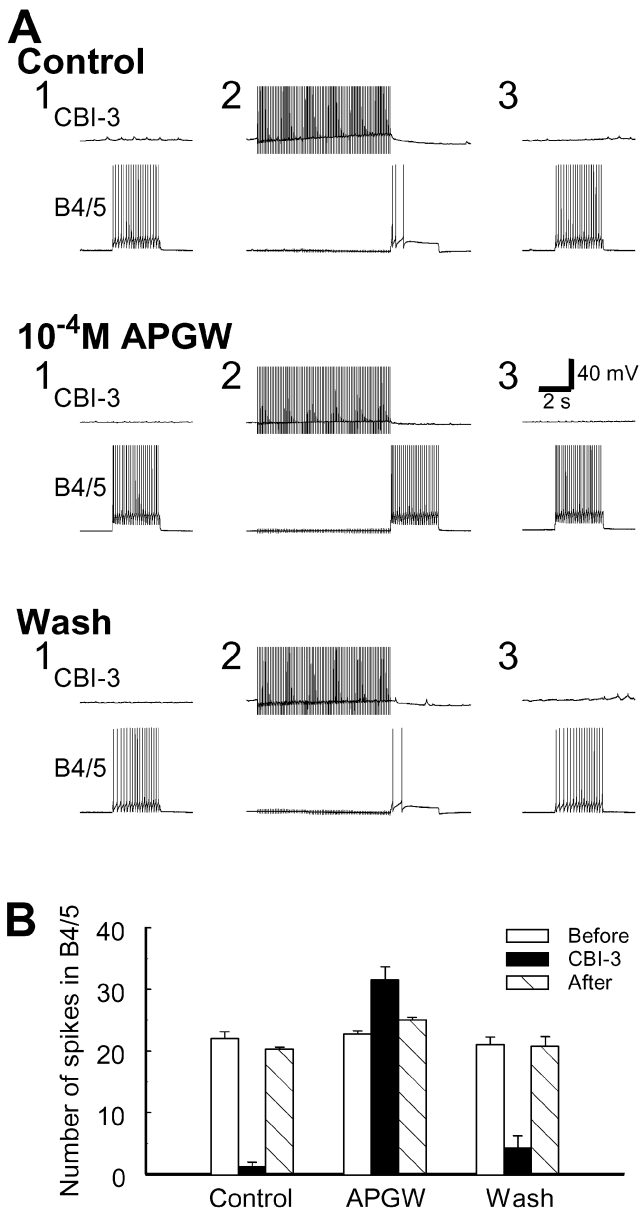 A
Control
1 2 3
CBI-3
B4/5
10-4M APGW
1 2 3
CBI-3
40 mV
2 s
B4/5
Wash
1 2 3
CBI-3
B4/5
B
Number of spikes in B4/5
40
30
20
10
0
Before
CBI-3
After
Control APGW Wash